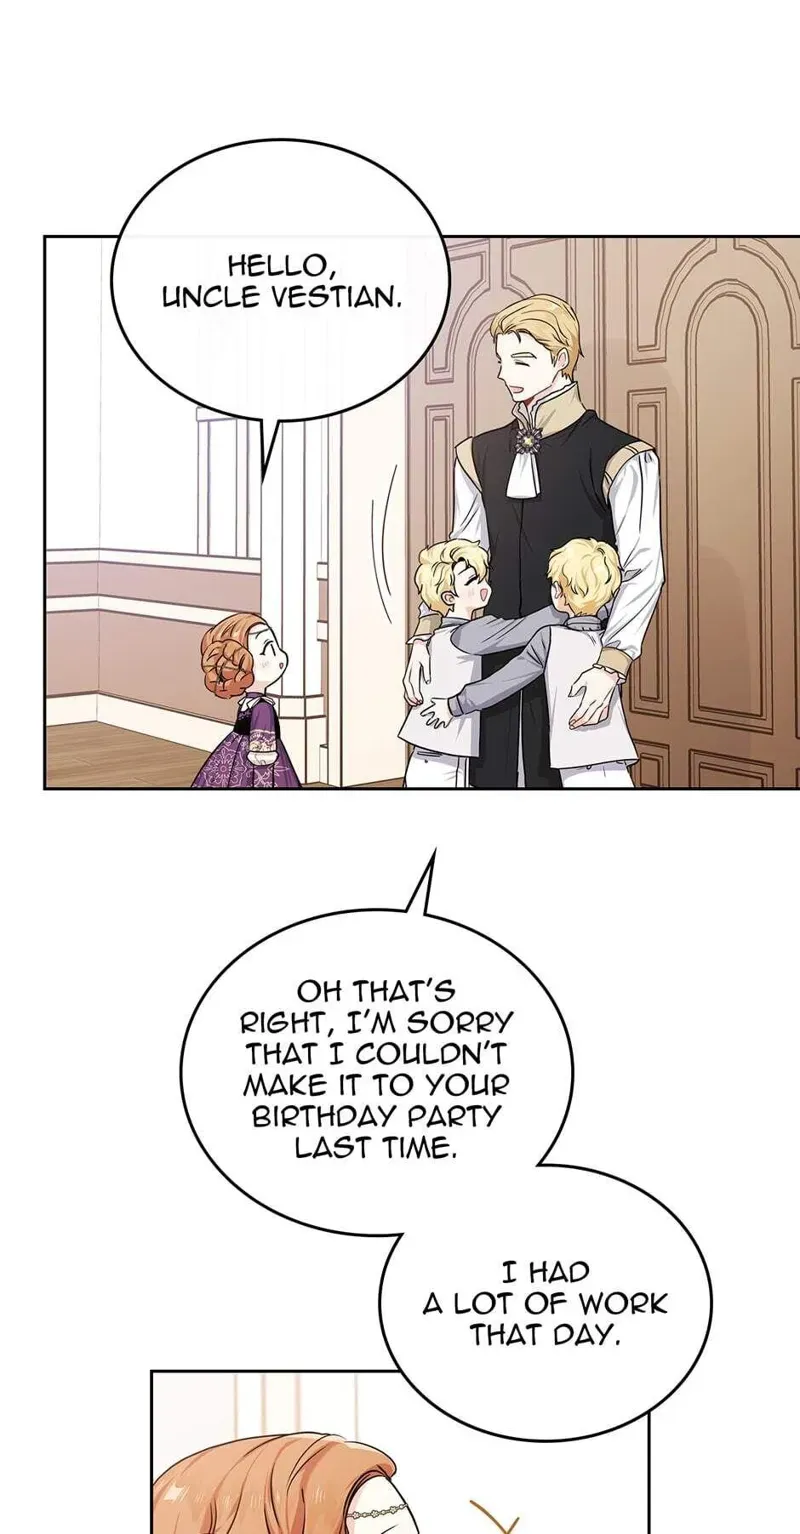 HELLO,
UNCLE VESTIAN.
OH THAT'S
RIGHT, I'M SORRY
THAT I COULDN'T
MAKE IT TO YOUR
BIRTHDAY PARTY
LAST TIME.
I HAD
A LOT OF WORK
THAT DAY.